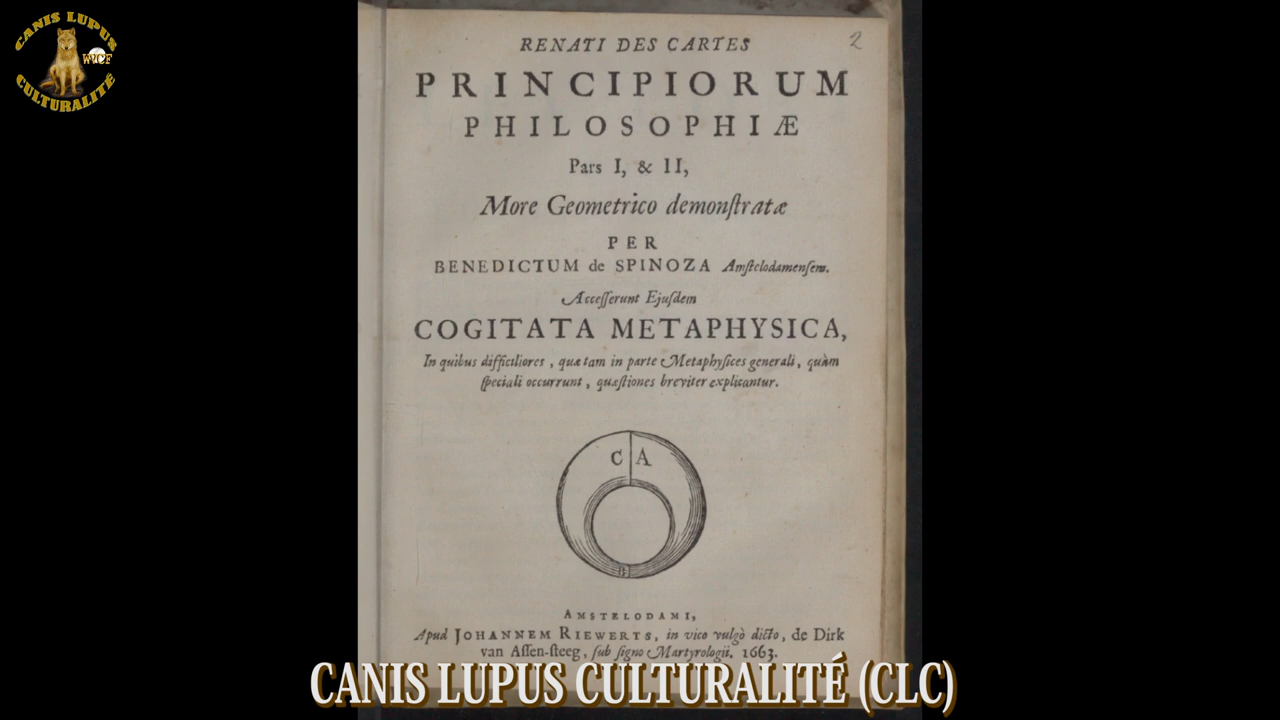 CANIS LUPUS
WPCF
CULTURALITÉ
2
RENATI DES CARTES
PRINCIPIORUM
PHILOSOPHIÆ
Pars I, & II,
More Geometrico demonſtratæ
PER
BENEDICTUM de SPINOZA Amſtelodamenſem.
Acceſſerunt Ejuſdem
COGITATA METAPHYSICA,
In quibus difficiliores, quæ tam in parte Metaphyſices generali, quàm
ſpeciali occurrunt, quæſtiones breviter explicantur.
C A
B
AMSTELODAMI,
Apud JOHANNEM RIEWERTS, in vico vulgò dicto, de Dirk
van Aſſen-ſteeg, ſub ſigno Martyrologii. 1663.
CANIS LUPUS CULTURALITÉ (CLC)